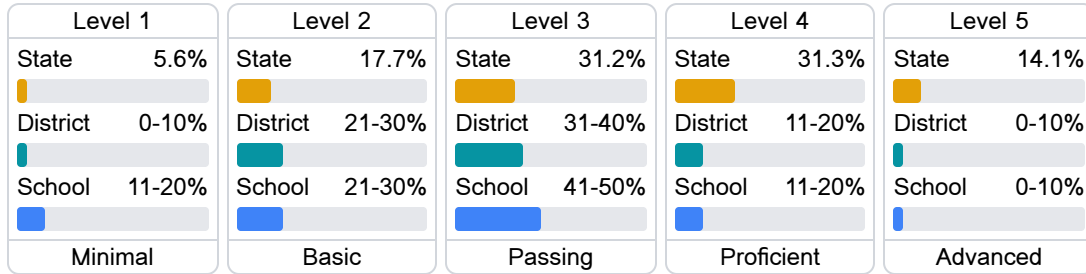 Level 1
State 5.6%
District 0-10%
School 11-20%
Minimal
Level 2
State 17.7%
District 21-30%
School 21-30%
Basic
Level 3
State 31.2%
District 31-40%
School 41-50%
Passing
Level 4
State 31.3%
District 11-20%
School 11-20%
Proficient
Level 5
State 14.1%
District 0-10%
School 0-10%
Advanced